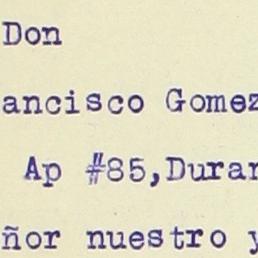 Don
ancisco Gomez
Ap #85,Duran
ñor nuestro y